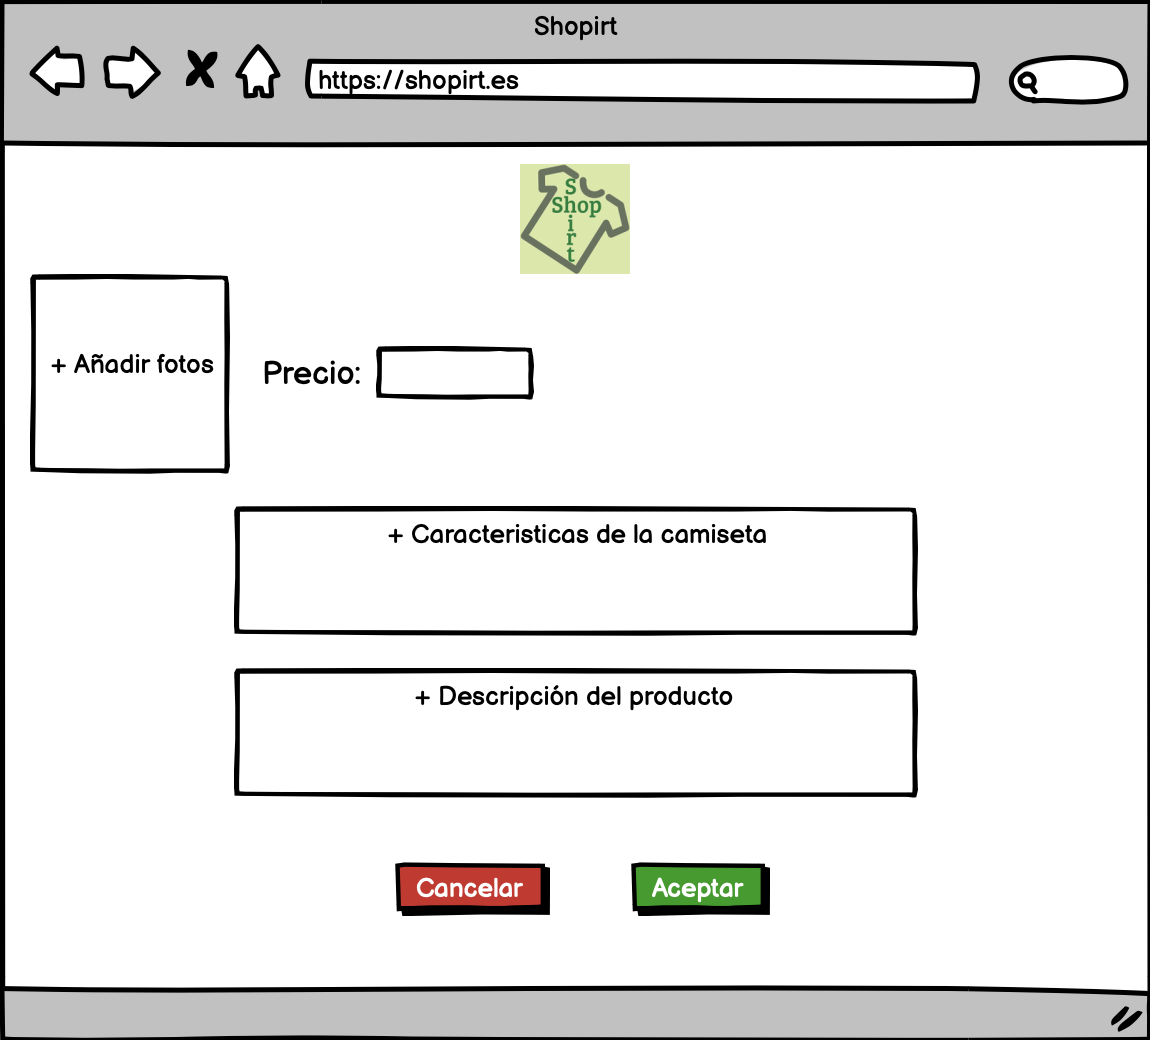 Shopirt
https://shopirt.es
S
Shop
i
r
t
+ Añadir fotos
Precio:
+ Caracteristicas de la camiseta
+ Descripción del producto
Cancelar
Aceptar